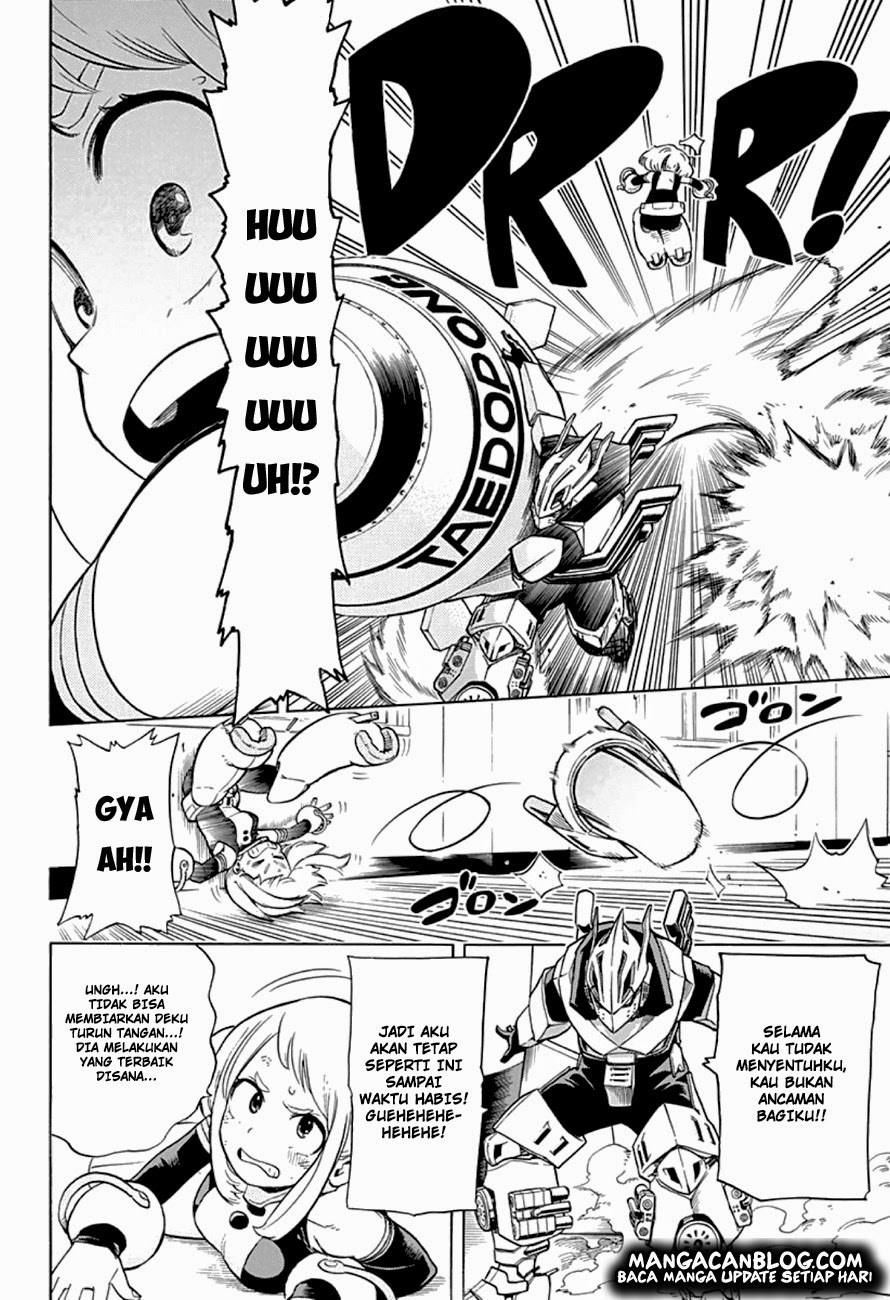 DRR!
HUU
UUU
UUU
UUU
UH!?
TAEDOPONG
ゴロン
GYA
AH!!
ゴロン
SELAMA
KAU TUDAK
MENYENTUHKU,
KAU BUKAN
ANCAMAN
BAGIKU!!
JADI AKU
AKAN TETAP
SEPERTI INI
SAMPAI
WAKTU HABIS!
GUEHEHEHE-
HEHEHE!
UNGH...! AKU
TIDAK BISA
MEMBIARKAN DEKU
TURUN TANGAN...!
DIA MELAKUKAN
YANG TERBAIK
DISANA...
MANGACANBLOG.COM
BACA MANGA UPDATE SETIAP HARI